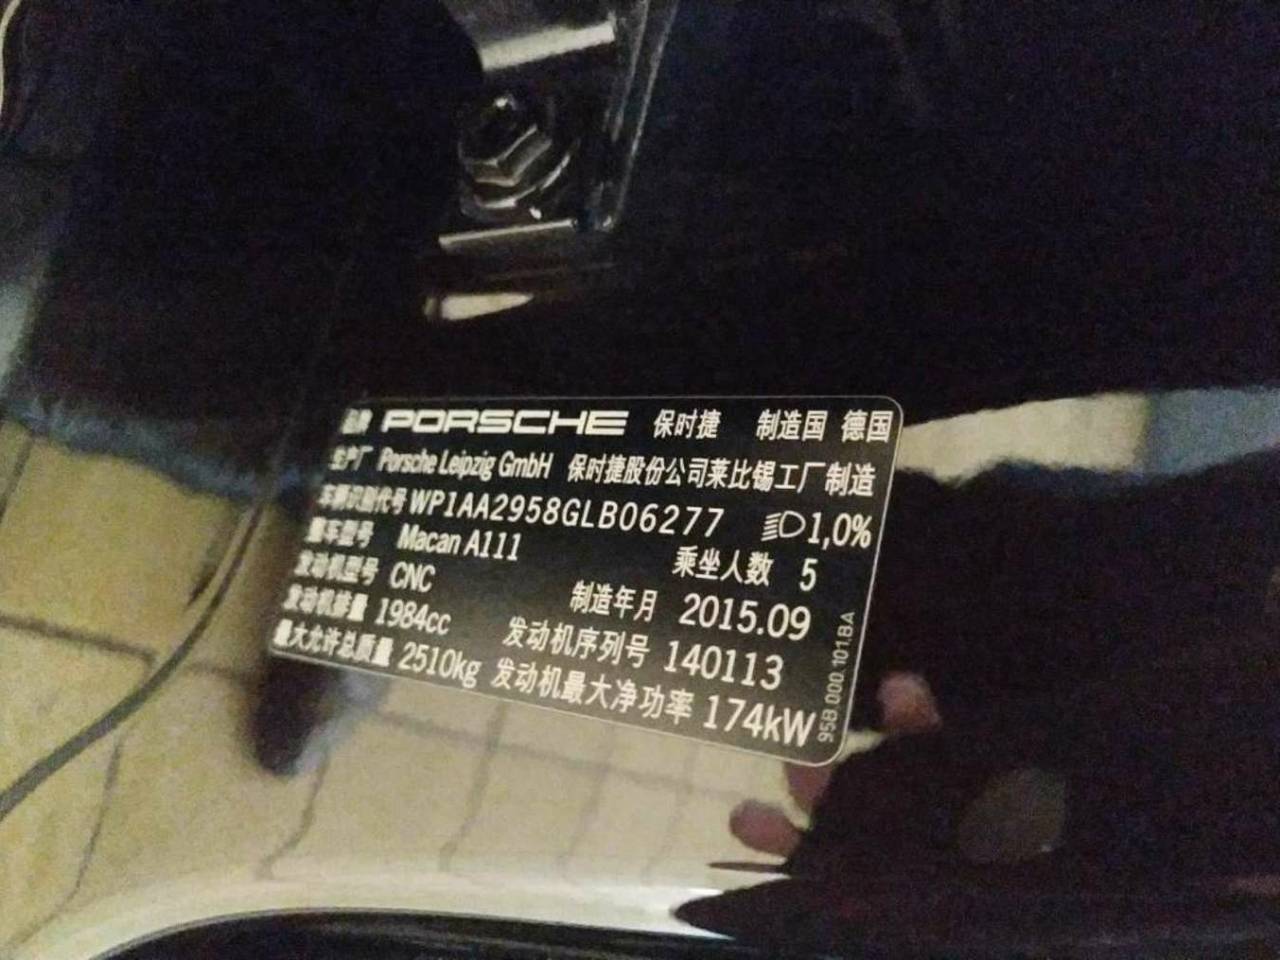 品牌 PORSCHE 保时捷 制造国 德国
生产厂 Porsche Leipzig GmbH 保时捷股份公司莱比锡工厂制造
车辆识别代号 WP1AA2958GLB06277 1,0%
整车型号 Macan A111 乘坐人数 5
发动机型号 CNC 制造年月 2015.09
发动机排量 1984cc 发动机序列号 140113
最大允许总质量 2510kg 发动机最大净功率 174kW
95B.000.101.BA